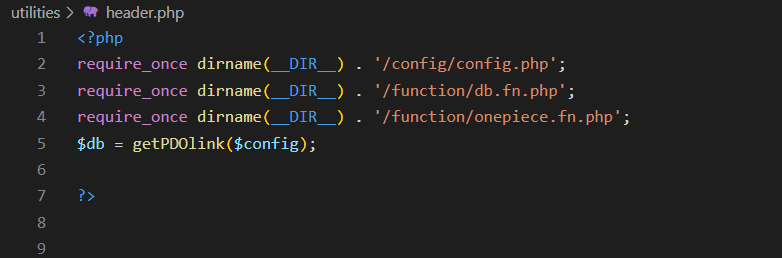 utilities > header.php
1 <?php
2 require_once dirname(__DIR__) . '/config/config.php';
3 require_once dirname(__DIR__) . '/function/db.fn.php';
4 require_once dirname(__DIR__) . '/function/onepiece.fn.php';
5 $db = getPDOlink($config);
6
7 ?>
8
9